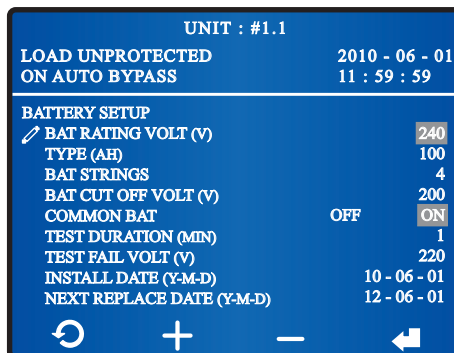 UNIT : #1.1
LOAD UNPROTECTED 2010 - 06 - 01
ON AUTO BYPASS 11 : 59 : 59
BATTERY SETUP
BAT RATING VOLT (V) 240
TYPE (AH) 100
BAT STRINGS 4
BAT CUT OFF VOLT (V) 200
COMMON BAT OFF ON
TEST DURATION (MIN) 1
TEST FAIL VOLT (V) 220
INSTALL DATE (Y-M-D) 10 - 06 - 01
NEXT REPLACE DATE (Y-M-D) 12 - 06 - 01